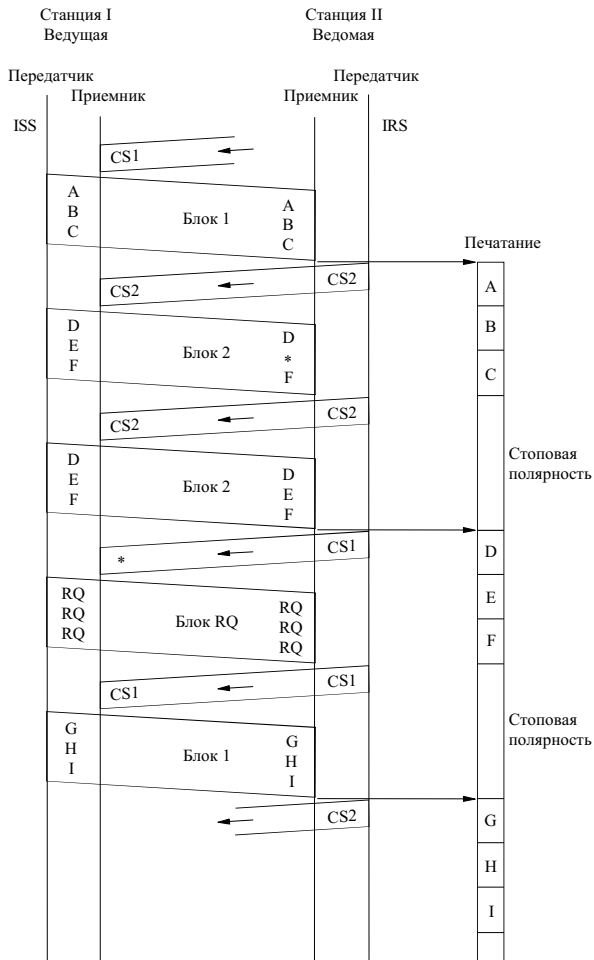 Станция I
Ведущая
Станция II
Ведомая
Передатчик
Приемник
Приемник
Передатчик
ISS
IRS
CS1
A
B
C
Блок 1
A
B
C
Печатание
CS2
CS2
A
B
C
D
E
F
Блок 2
D
*
F
CS2
CS2
Стоповая
полярность
D
E
F
Блок 2
D
E
F
*
CS1
D
E
F
RQ
RQ
RQ
Блок RQ
RQ
RQ
RQ
CS1
CS1
Стоповая
полярность
G
H
I
Блок 1
G
H
I
CS2
G
H
I